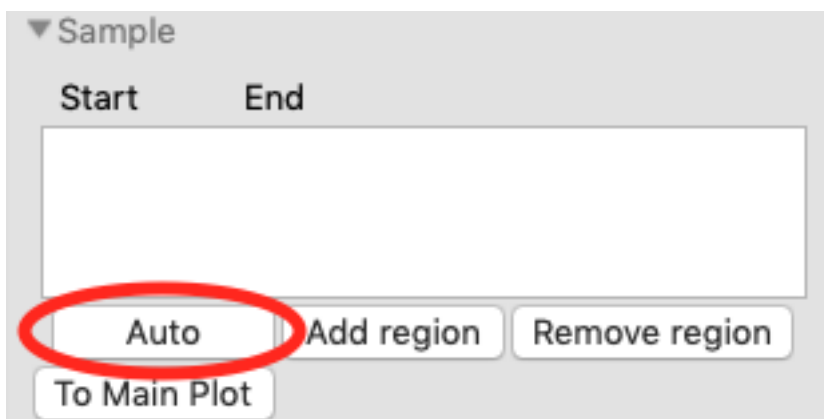 Sample
Start End
Auto Add region Remove region
To Main Plot